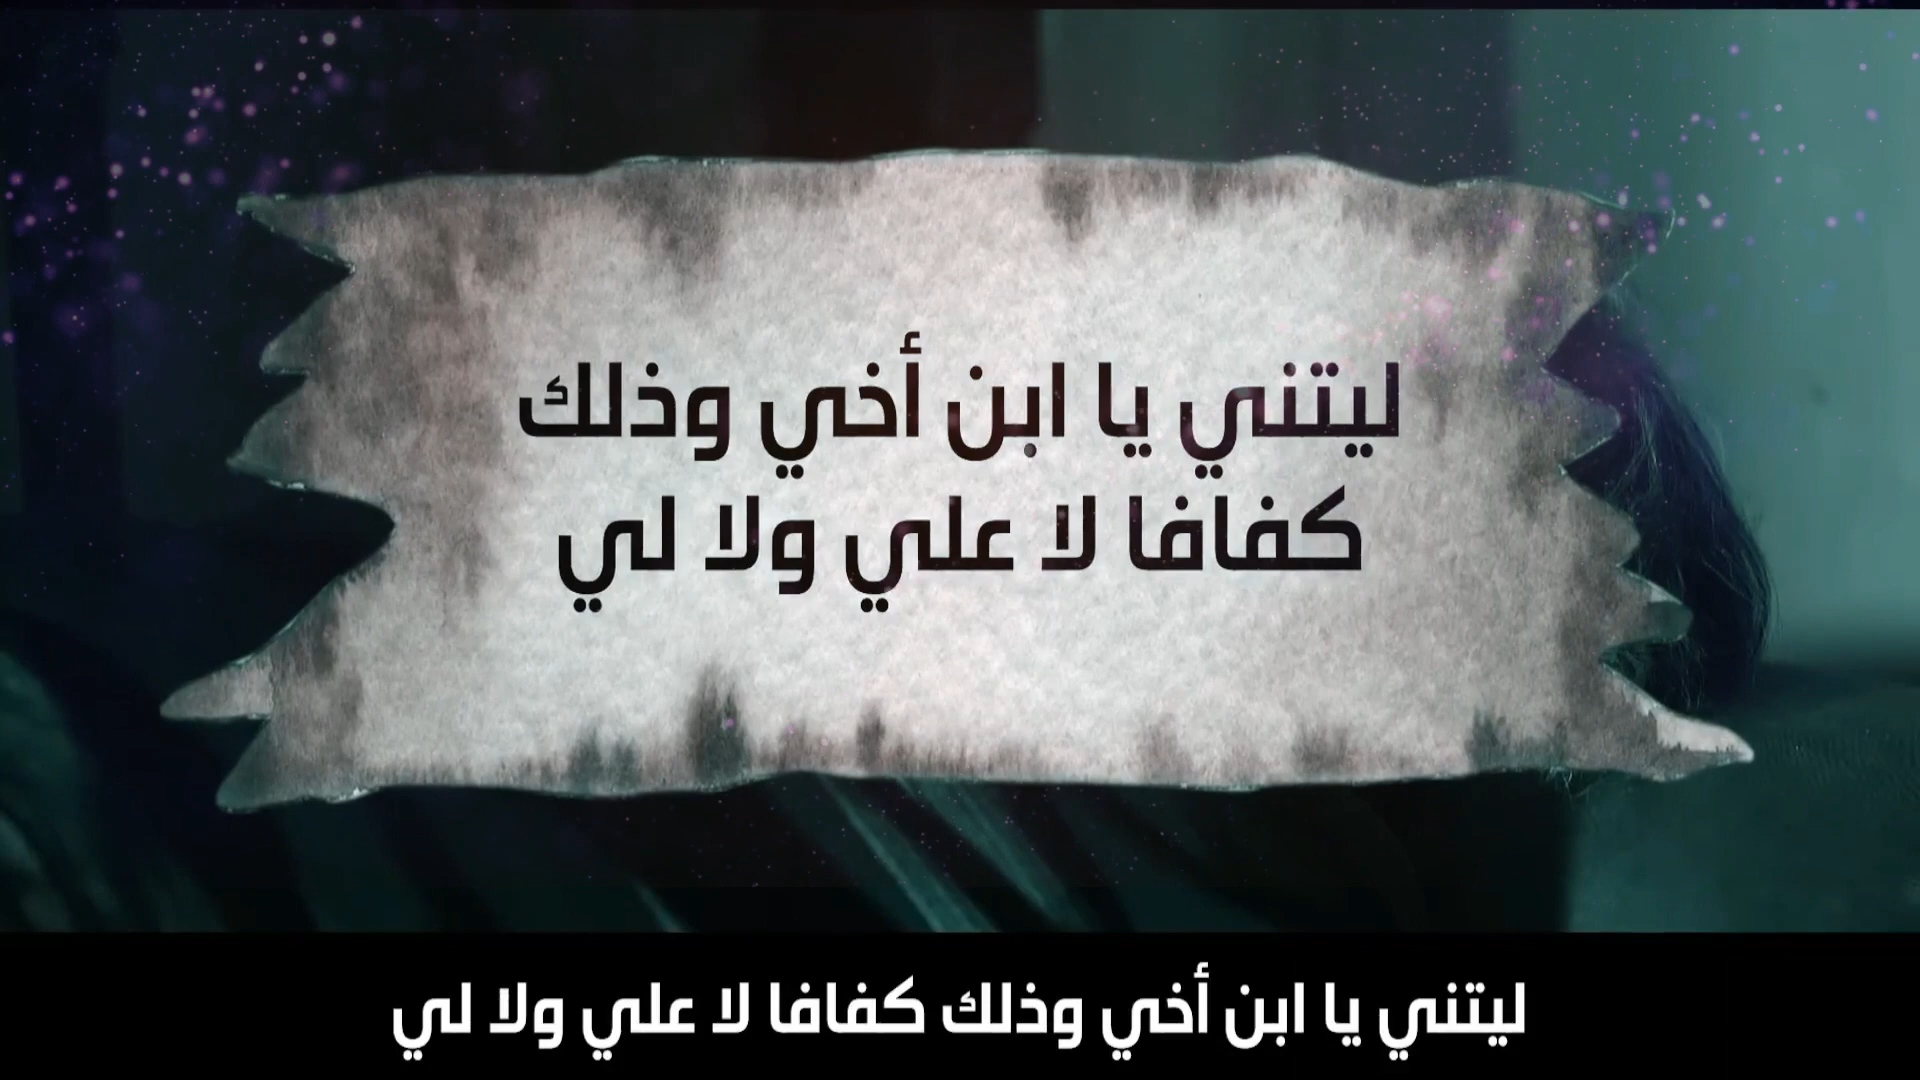 ليتني يا ابن أخي وذلك
كفافا لا علي ولا لي
ليتني يا ابن أخي وذلك كفافا لا علي ولا لي